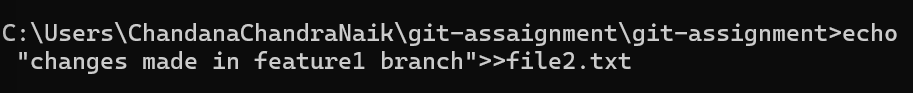 C:\Users\ChandanaChandraNaik\git-assaignment\git-assignment>echo
"changes made in feature1 branch">>file2.txt